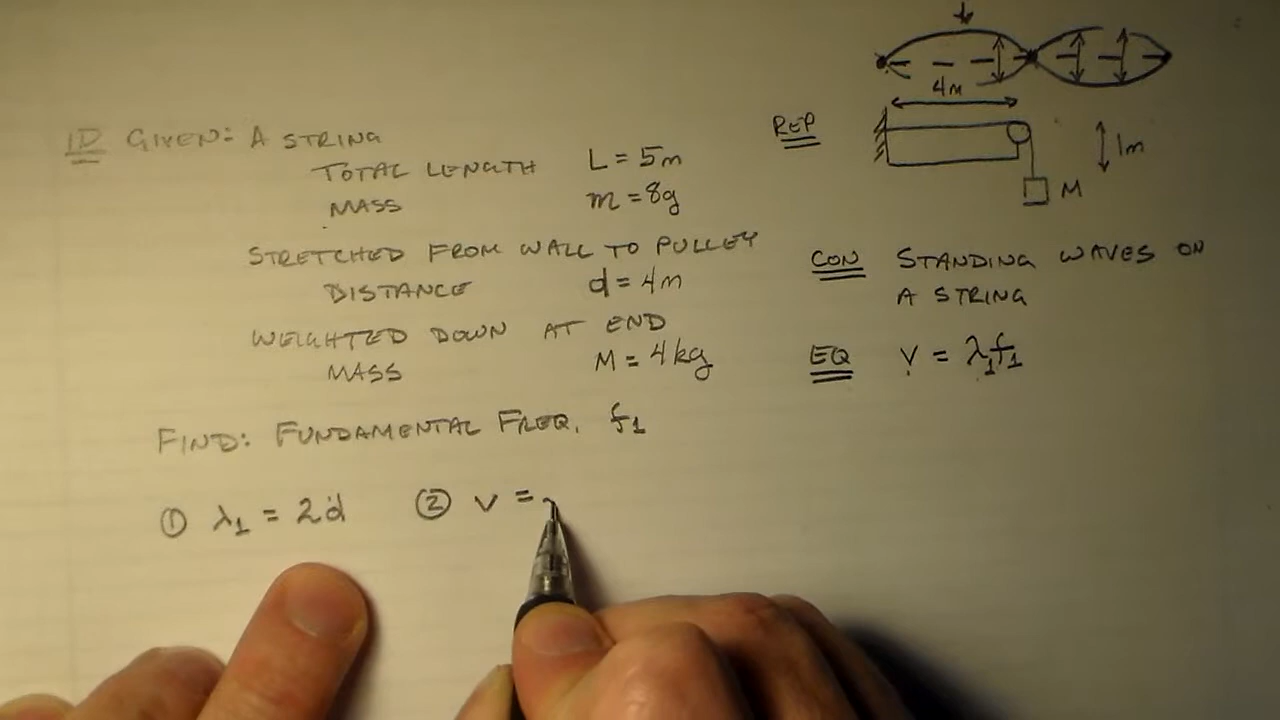 ID GIVEN: A STRING
TOTAL LENGTH L = 5m
MASS m = 8g
STRETCHED FROM WALL TO PULLEY
DISTANCE d = 4m
WEIGHTED DOWN AT END
MASS M = 4kg
FIND: FUNDAMENTAL FREQ. f₁
① λ₁ = 2d ② v =
4m
REP
1m
M
CON STANDING WAVES ON
A STRING
EQ v = λ₁f₁